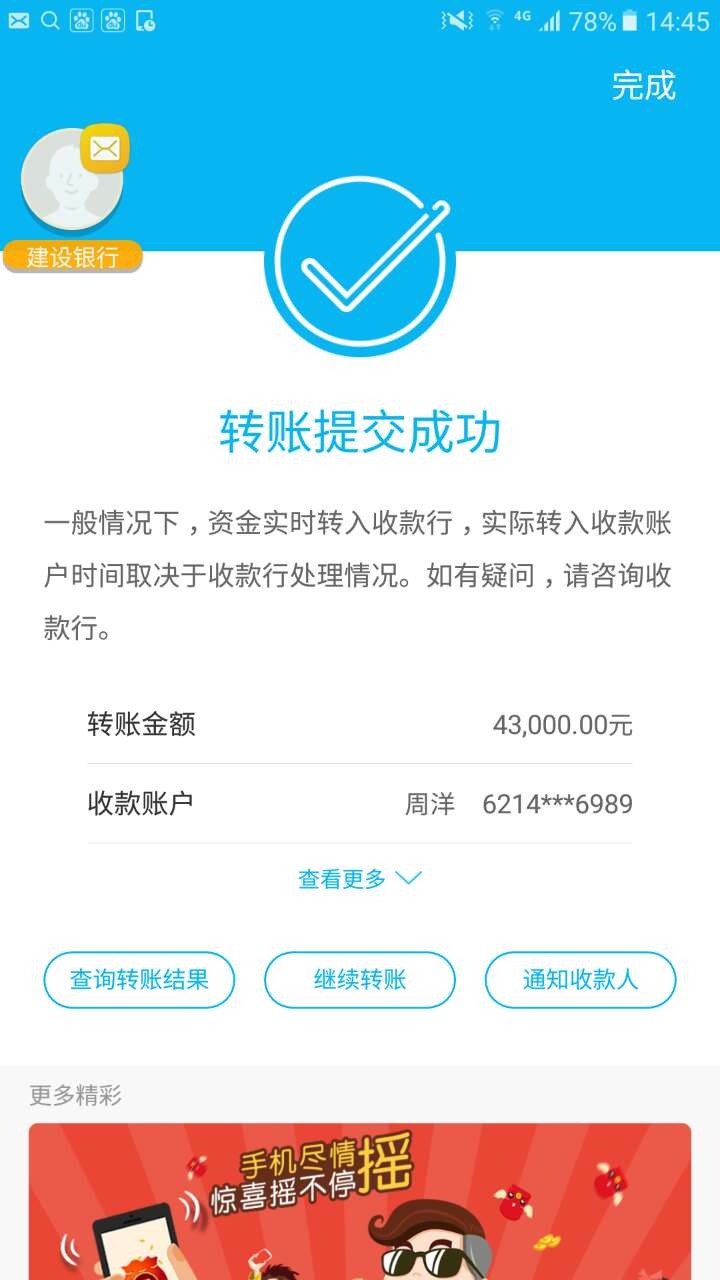 4G 78% 14:45
完成
建设银行
转账提交成功
一般情况下，资金实时转入收款行，实际转入收款账
户时间取决于收款行处理情况。如有疑问，请咨询收
款行。
转账金额 43,000.00元
收款账户 周洋 6214***6989
查看更多
查询转账结果 继续转账 通知收款人
更多精彩
手机尽情摇
惊喜摇不停